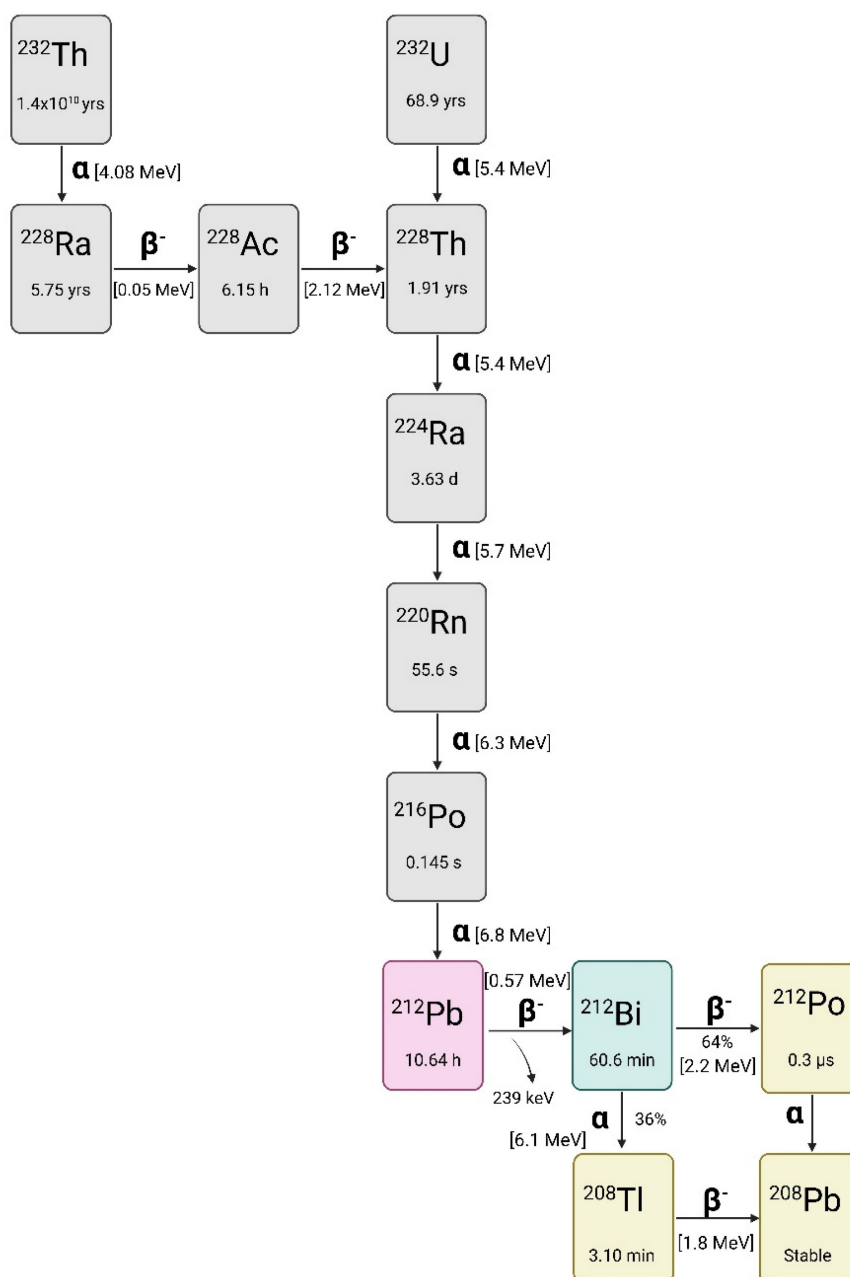 ²³²Th
1.4x10¹⁰ yrs
²³²U
68.9 yrs
α [4.08 MeV]
α [5.4 MeV]
²²⁸Ra
5.75 yrs
β⁻
[0.05 MeV]
²²⁸Ac
6.15 h
β⁻
[2.12 MeV]
²²⁸Th
1.91 yrs
α [5.4 MeV]
²²⁴Ra
3.63 d
α [5.7 MeV]
²²⁰Rn
55.6 s
α [6.3 MeV]
²¹⁶Po
0.145 s
α [6.8 MeV]
²¹²Pb
10.64 h
[0.57 MeV]
β⁻
239 keV
²¹²Bi
60.6 min
β⁻
64%
[2.2 MeV]
²¹²Po
0.3 µs
α 36%
[6.1 MeV]
α
²⁰⁸Tl
3.10 min
β⁻
[1.8 MeV]
²⁰⁸Pb
Stable